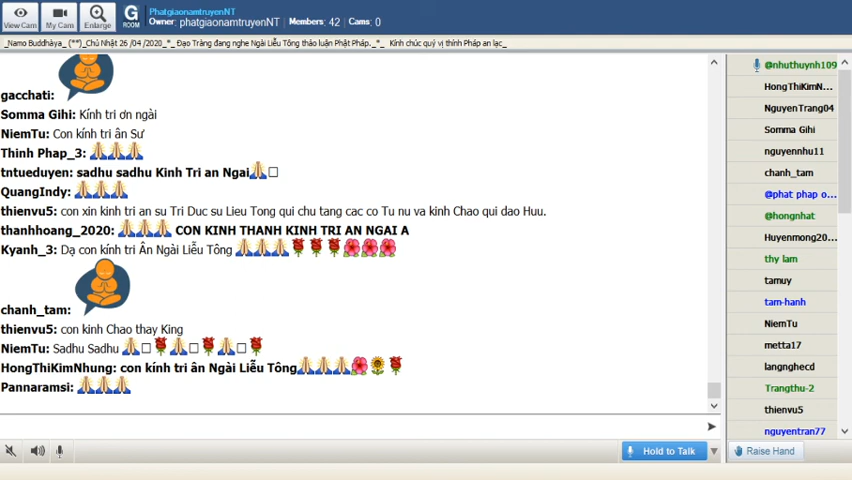 PhatgiaonamtruyenNT
Owner: phatgiaonamtruyenNT Members: 42 Cams: 0
View Cam My Cam Enlarge G ROOM
_Namo Buddhàya_ (**)_Chủ Nhật 26 /04 /2020_*_ Đạo Tràng đang nghe Ngài Liễu Tông thảo luận Phật Pháp._*_ Kính chúc quý vị thính Pháp an lạc_
gacchati:
Somma Gihi: Kính tri ơn ngài
NiemTu: Con kính tri ân Sư
Thinh Phap_3: 🙏🙏🙏
tntueduyen: sadhu sadhu Kinh Tri an Ngai🙏□
QuangIndy: 🙏🙏🙏
thienvu5: con xin kinh tri an su Tri Duc su Lieu Tong qui chu tang cac co Tu nu va kinh Chao qui dao Huu.
thanhhoang_2020: 🙏🙏🙏 CON KINH THANH KINH TRI AN NGAI A
Kyanh_3: Dạ con kính tri Ân Ngài Liễu Tông 🙏🙏🙏🌹🌹🌹🌺🌺🌺
chanh_tam:
thienvu5: con kinh Chao thay King
NiemTu: Sadhu Sadhu 🙏□🌹🙏□🌹🙏□🌹
HongThiKimNhung: con kính tri ân Ngài Liễu Tông🙏🙏🙏🌺🌻🌹
Pannaramsi: 🙏🙏🙏
@nhuthuynh109
HongThiKimN...
NguyenTrang04
Somma Gihi
nguyennhu11
chanh_tam
@phat phap o...
@hongnhat
Huyenmong20...
thy lam
tamuy
tam-hanh
NiemTu
metta17
langnghecd
Trangthu-2
thienvu5
nguyentran77
Hold to Talk
Raise Hand